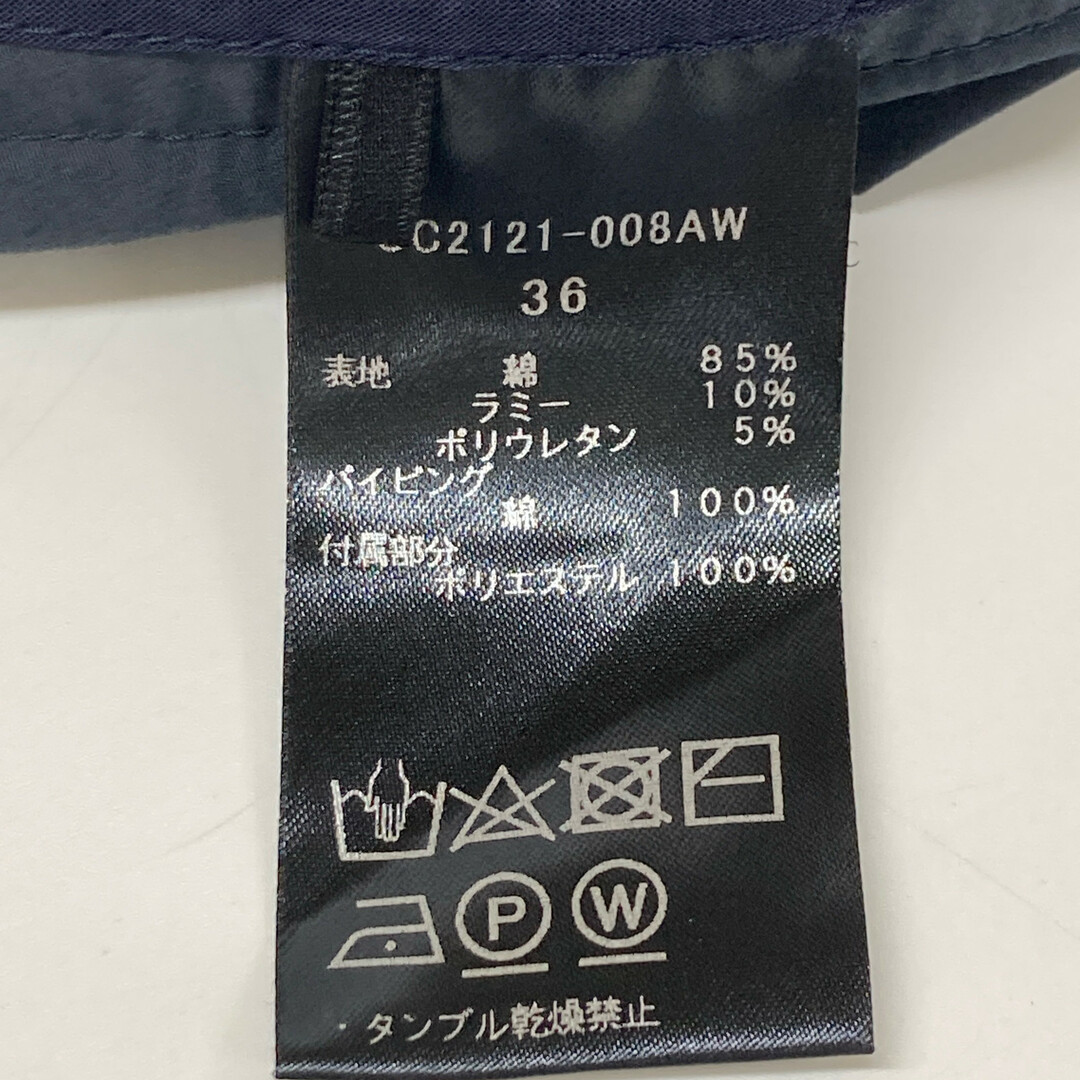 C2121-008AW
36
表地 綿 85%
ラミー 10%
ポリウレタン 5%
パイピング
綿 100%
付属部分
ポリエステル 100%
P W
・タンブル乾燥禁止